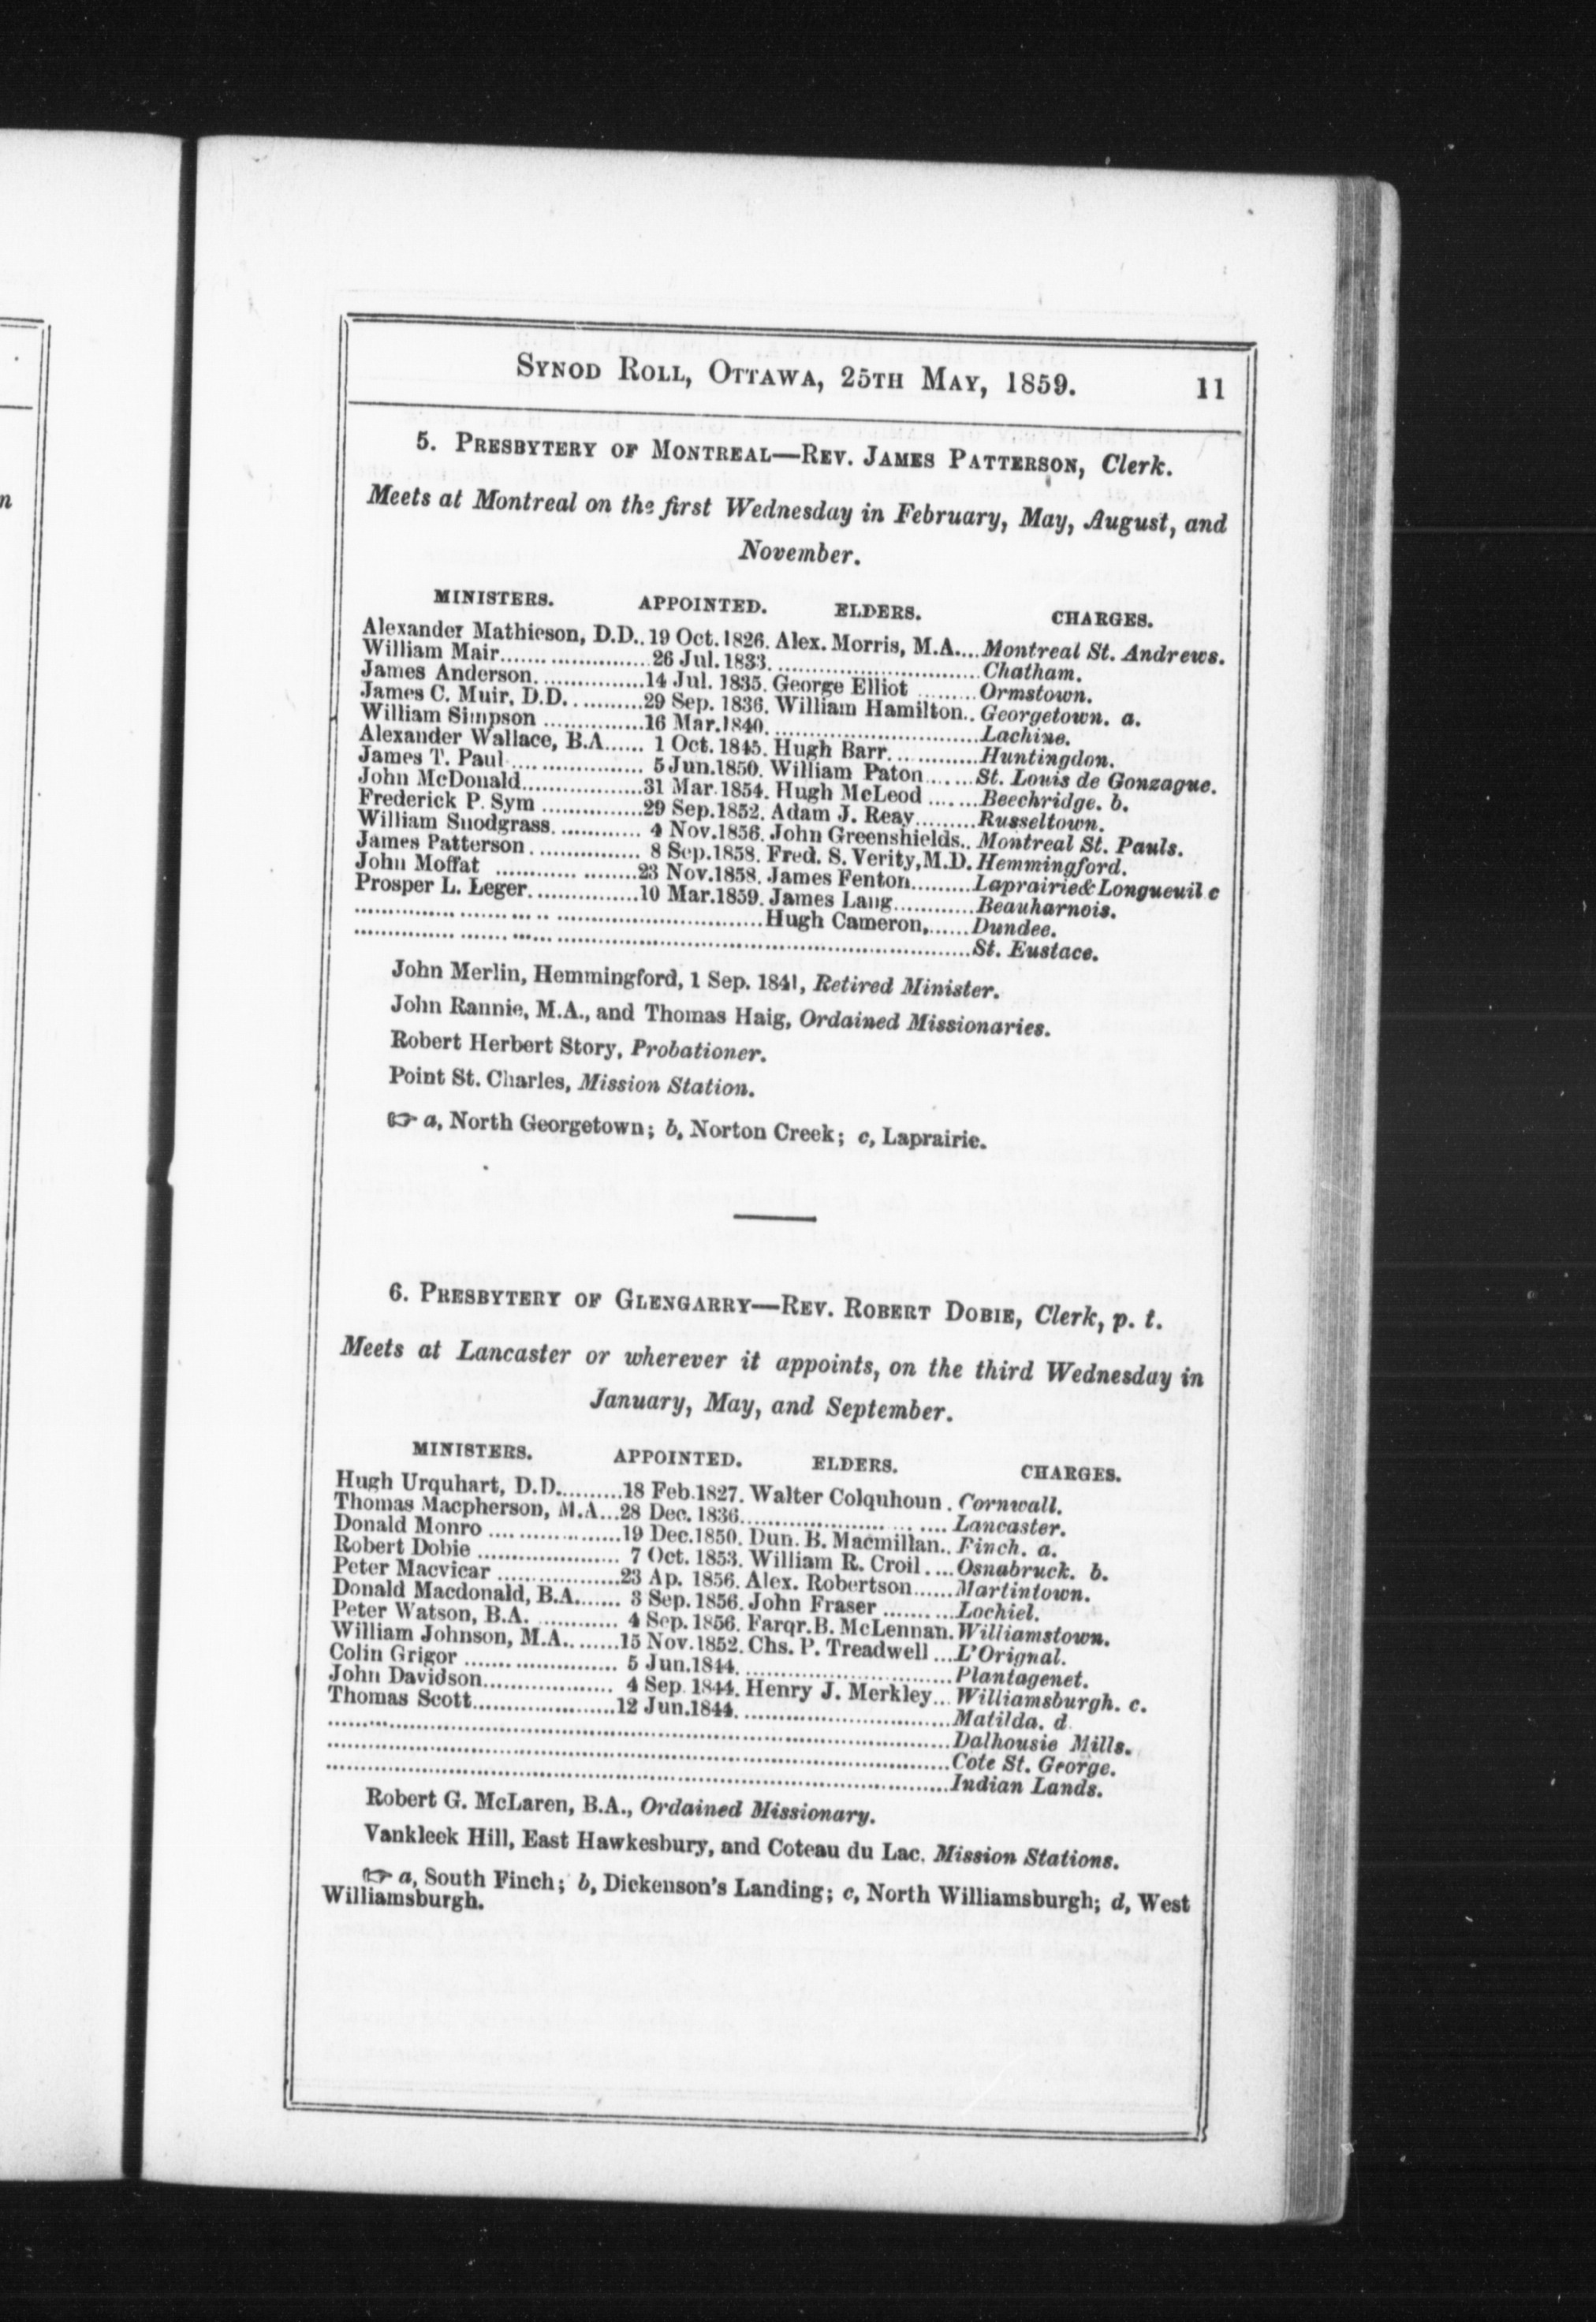 n
SYNOD ROLL, OTTAWA, 25TH MAY, 1859. 11
5. PRESBYTERY OF MONTREAL—REV. JAMES PATTERSON, Clerk.
Meets at Montreal on the first Wednesday in February, May, August, and
November.
MINISTERS. APPOINTED. ELDERS. CHARGES.
Alexander Mathieson, D.D..19 Oct. 1826. Alex. Morris, M.A....Montreal St. Andrews.
William Mair....................26 Jul. 1833. ..............................Chatham.
James Anderson................14 Jul. 1835. George Elliot .........Ormstown.
James C. Muir, D.D...........29 Sep. 1836. William Hamilton..Georgetown. a.
William Simpson ..............16 Mar.1840. ..............................Lachine.
Alexander Wallace, B.A...... 1 Oct. 1845. Hugh Barr.............Huntingdon.
James T. Paul .................. 5 Jun.1850. William Paton.......St. Louis de Gonzague.
John McDonald..................31 Mar.1854. Hugh McLeod .......Beechridge. b.
Frederick P. Sym ..............29 Sep.1852. Adam J. Reay.........Russeltown.
William Snodgrass............. 4 Nov.1856. John Greenshields..Montreal St. Pauls.
James Patterson................ 8 Sep.1858. Fred. S. Verity,M.D. Hemmingford.
John Moffat ....................23 Nov.1858. James Fenton.........Laprairie& Longueuil c
Prosper L. Leger................10 Mar.1859. James Lang............Beauharnois.
..............................................................Hugh Cameron,......Dundee.
..............................................................................................St. Eustace.
John Merlin, Hemmingford, 1 Sep. 1841, Retired Minister.
John Rannie, M.A., and Thomas Haig, Ordained Missionaries.
Robert Herbert Story, Probationer.
Point St. Charles, Mission Station.
☞ a, North Georgetown; b, Norton Creek; c, Laprairie.
6. PRESBYTERY OF GLENGARRY—REV. ROBERT DOBIE, Clerk, p. t.
Meets at Lancaster or wherever it appoints, on the third Wednesday in
January, May, and September.
MINISTERS. APPOINTED. ELDERS. CHARGES.
Hugh Urquhart, D.D..........18 Feb.1827. Walter Colquhoun . Cornwall.
Thomas Macpherson, M.A...28 Dec. 1836..............................Lancaster.
Donald Monro ..................19 Dec.1850. Dun. B. Macmillan..Finch. a.
Robert Dobie .................... 7 Oct. 1853. William R. Croil ....Osnabruck. b.
Peter Macvicar ..................23 Ap. 1856. Alex. Robertson......Martintown.
Donald Macdonald, B.A....... 3 Sep. 1856. John Fraser ..........Lochiel.
Peter Watson, B.A. ........... 4 Sep. 1856. Farqr.B. McLennan.Williamstown.
William Johnson, M.A.........15 Nov.1852. Chs. P. Treadwell ...L'Orignal.
Colin Grigor ...................... 5 Jun.1844. ..............................Plantagenet.
John Davidson................... 4 Sep. 1844. Henry J. Merkley...Williamsburgh. c.
Thomas Scott.....................12 Jun.1844. ..............................Matilda. d.
..............................................................................................Dalhousie Mills.
..............................................................................................Cote St. George.
..............................................................................................Indian Lands.
Robert G. McLaren, B.A., Ordained Missionary.
Vankleek Hill, East Hawkesbury, and Coteau du Lac, Mission Stations.
☞ a, South Finch; b, Dickenson's Landing; c, North Williamsburgh; d, West
Williamsburgh.